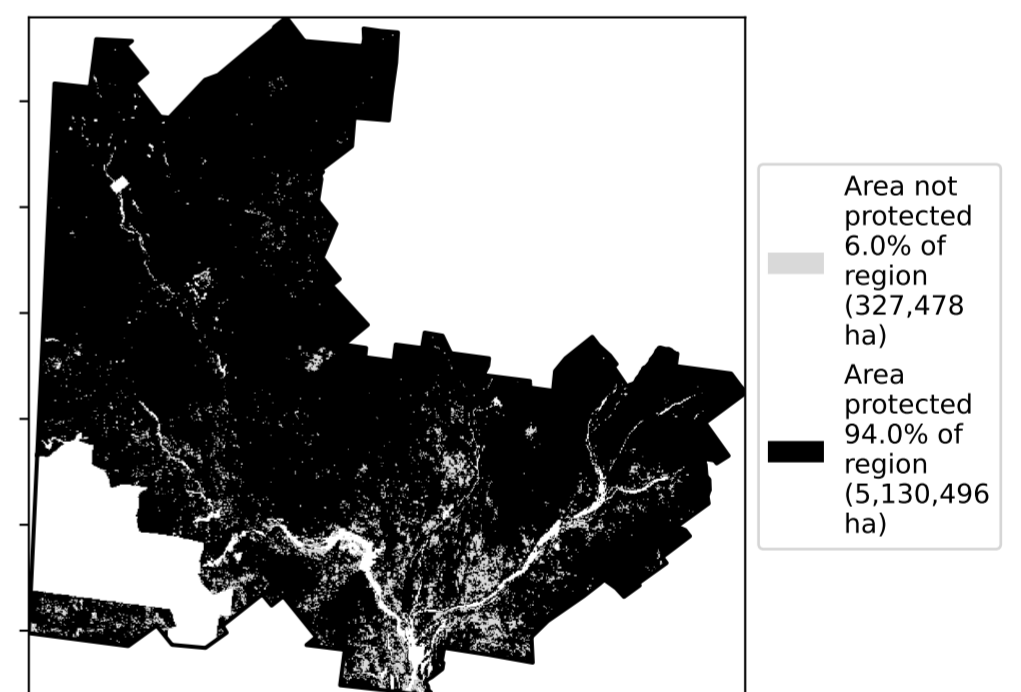 Area not
protected
6.0% of
region
(327,478
ha)
Area
protected
94.0% of
region
(5,130,496
ha)